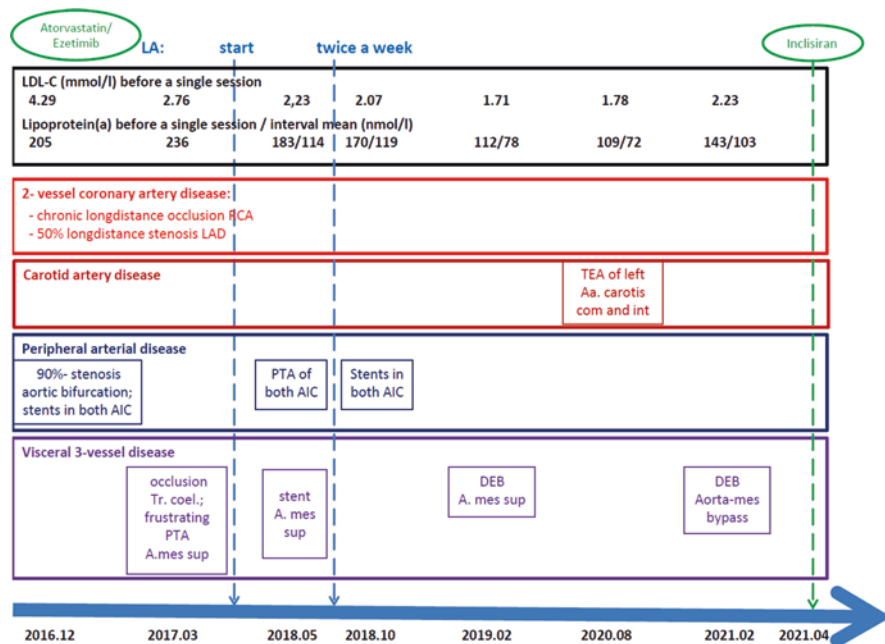 Atorvastatin/
Ezetimib
LA:
start
twice a week
Inclisiran
LDL-C (mmol/l) before a single session
4.29 2.76 2,23 2.07 1.71 1.78 2.23
Lipoprotein(a) before a single session / interval mean (nmol/l)
205 236 183/114 170/119 112/78 109/72 143/103
2- vessel coronary artery disease:
- chronic longdistance occlusion RCA
- 50% longdistance stenosis LAD
Carotid artery disease
TEA of left
Aa. carotis
com and int
Peripheral arterial disease
90%- stenosis
aortic bifurcation;
stents in both AIC
PTA of
both AIC
Stents in
both AIC
Visceral 3-vessel disease
occlusion
Tr. coel.;
frustrating
PTA
A.mes sup
stent
A. mes
sup
DEB
A. mes sup
DEB
Aorta-mes
bypass
2016.12 2017.03 2018.05 2018.10 2019.02 2020.08 2021.02 2021.04